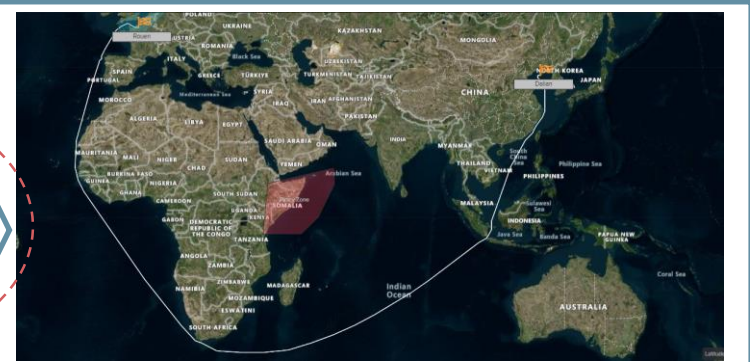 POLAND
Rouen
UKRAINE
KAZAKHSTAN
MONGOLIA
ROMANIA
UZBEKISTAN
ITALY
Black Sea
SPAIN
GREECE
TÜRKIYE
TURKMENISTAN
TAJIKISTAN
NORTH KOREA
JAPAN
PORTUGAL
Dalian
Mediterranean Sea
SYRIA
CHINA
MOROCCO
IRAQ
IRAN
AFGHANISTAN
PAKISTAN
ALGERIA
LIBYA
EGYPT
SAUDI ARABIA
OMAN
INDIA
MYANMAR
MAURITANIA
MALI
NIGER
CHAD
SUDAN
YEMEN
Arabian Sea
THAILAND
VIETNAM
South
China
Sea
Philippine Sea
PHILIPPINES
BURKINA FASO
GUINEA
NIGERIA
GHANA
CAMEROON
SOUTH SUDAN
SOMALIA
UGANDA
KENYA
MALAYSIA
Sulawesi
Sea
GABON
DEMOCRATIC
REPUBLIC OF
THE CONGO
TANZANIA
INDONESIA
Java Sea
Banda Sea
PAPUA NEW
GUINEA
ANGOLA
ZAMBIA
ZIMBABWE
MADAGASCAR
NAMIBIA
MOZAMBIQUE
ESWATINI
SOUTH AFRICA
Indian
Ocean
Coral Sea
AUSTRALIA